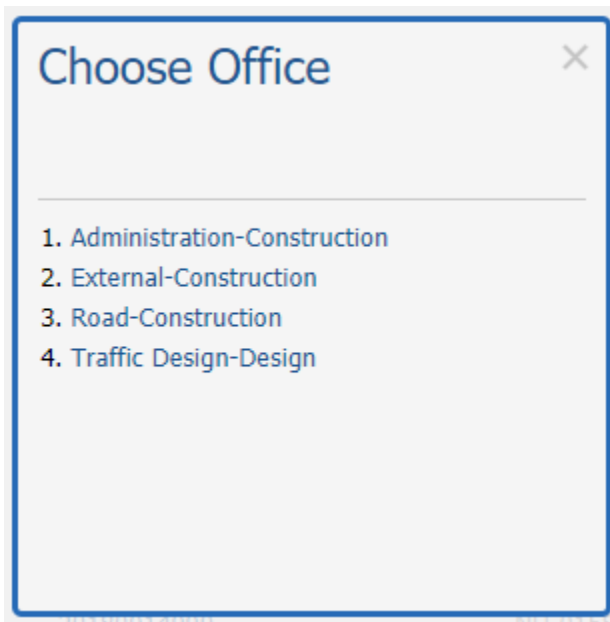 Choose Office
1. Administration-Construction
2. External-Construction
3. Road-Construction
4. Traffic Design-Design